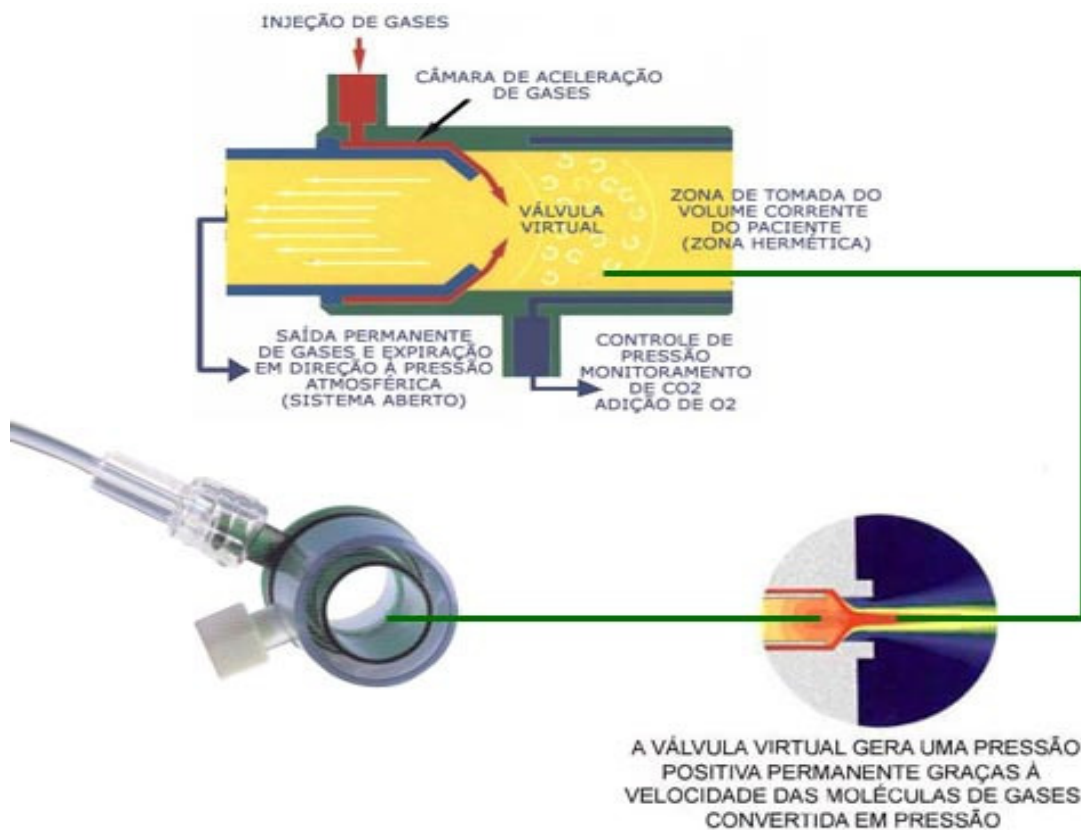 INJEÇÃO DE GASES
CÂMARA DE ACELERAÇÃO
DE GASES
VÁLVULA
VIRTUAL
ZONA DE TOMADA DO
VOLUME CORRENTE
DO PACIENTE
(ZONA HERMÉTICA)
SAÍDA PERMANENTE
DE GASES E EXPIRAÇÃO
EM DIREÇÃO À PRESSÃO
ATMOSFÉRICA
(SISTEMA ABERTO)
CONTROLE DE
PRESSÃO
MONITORAMENTO
DE CO2
ADIÇÃO DE O2
A VÁLVULA VIRTUAL GERA UMA PRESSÃO
POSITIVA PERMANENTE GRAÇAS À
VELOCIDADE DAS MOLÉCULAS DE GASES
CONVERTIDA EM PRESSÃO